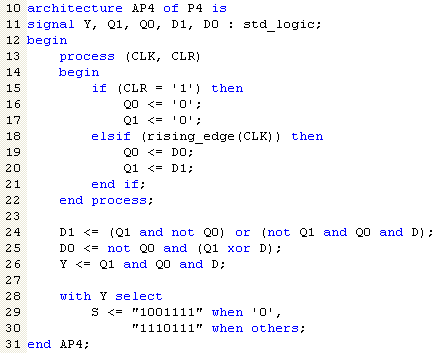 10 architecture AP4 of P4 is
11 signal Y, Q1, Q0, D1, D0 : std_logic;
12 begin
13     process (CLK, CLR)
14     begin
15         if (CLR = '1') then
16             Q0 <= '0';
17             Q1 <= '0';
18         elsif (rising_edge(CLK)) then
19             Q0 <= D0;
20             Q1 <= D1;
21         end if;
22     end process;
23
24     D1 <= (Q1 and not Q0) or (not Q1 and Q0 and D);
25     D0 <= not Q0 and (Q1 xor D);
26     Y <= Q1 and Q0 and D;
27
28     with Y select
29         S <= "1001111" when '0',
30              "1110111" when others;
31 end AP4;